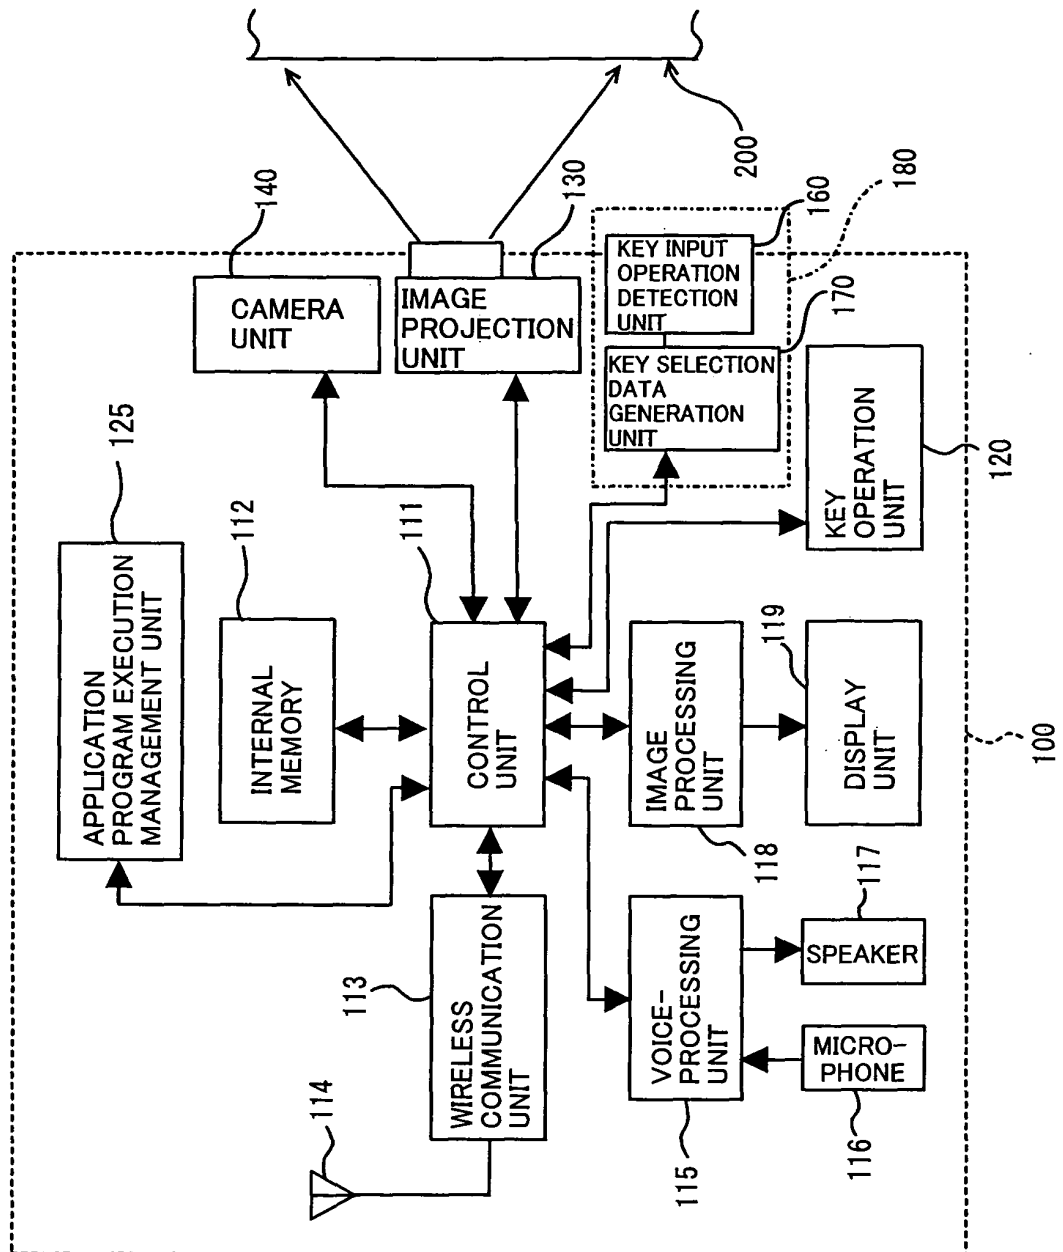 125
APPLICATION
PROGRAM EXECUTION
MANAGEMENT UNIT
112
INTERNAL
MEMORY
140
CAMERA
UNIT
130
IMAGE
PROJECTION
UNIT
200
114
113
WIRELESS
COMMUNICATION
UNIT
111
CONTROL
UNIT
160
KEY INPUT
OPERATION
DETECTION
UNIT
170
KEY SELECTION
DATA
GENERATION
UNIT
180
115
VOICE-
PROCESSING
UNIT
118
IMAGE PROCESSING
UNIT
120
KEY
OPERATION
UNIT
116
MICRO-
PHONE
117
SPEAKER
119
DISPLAY
UNIT
100